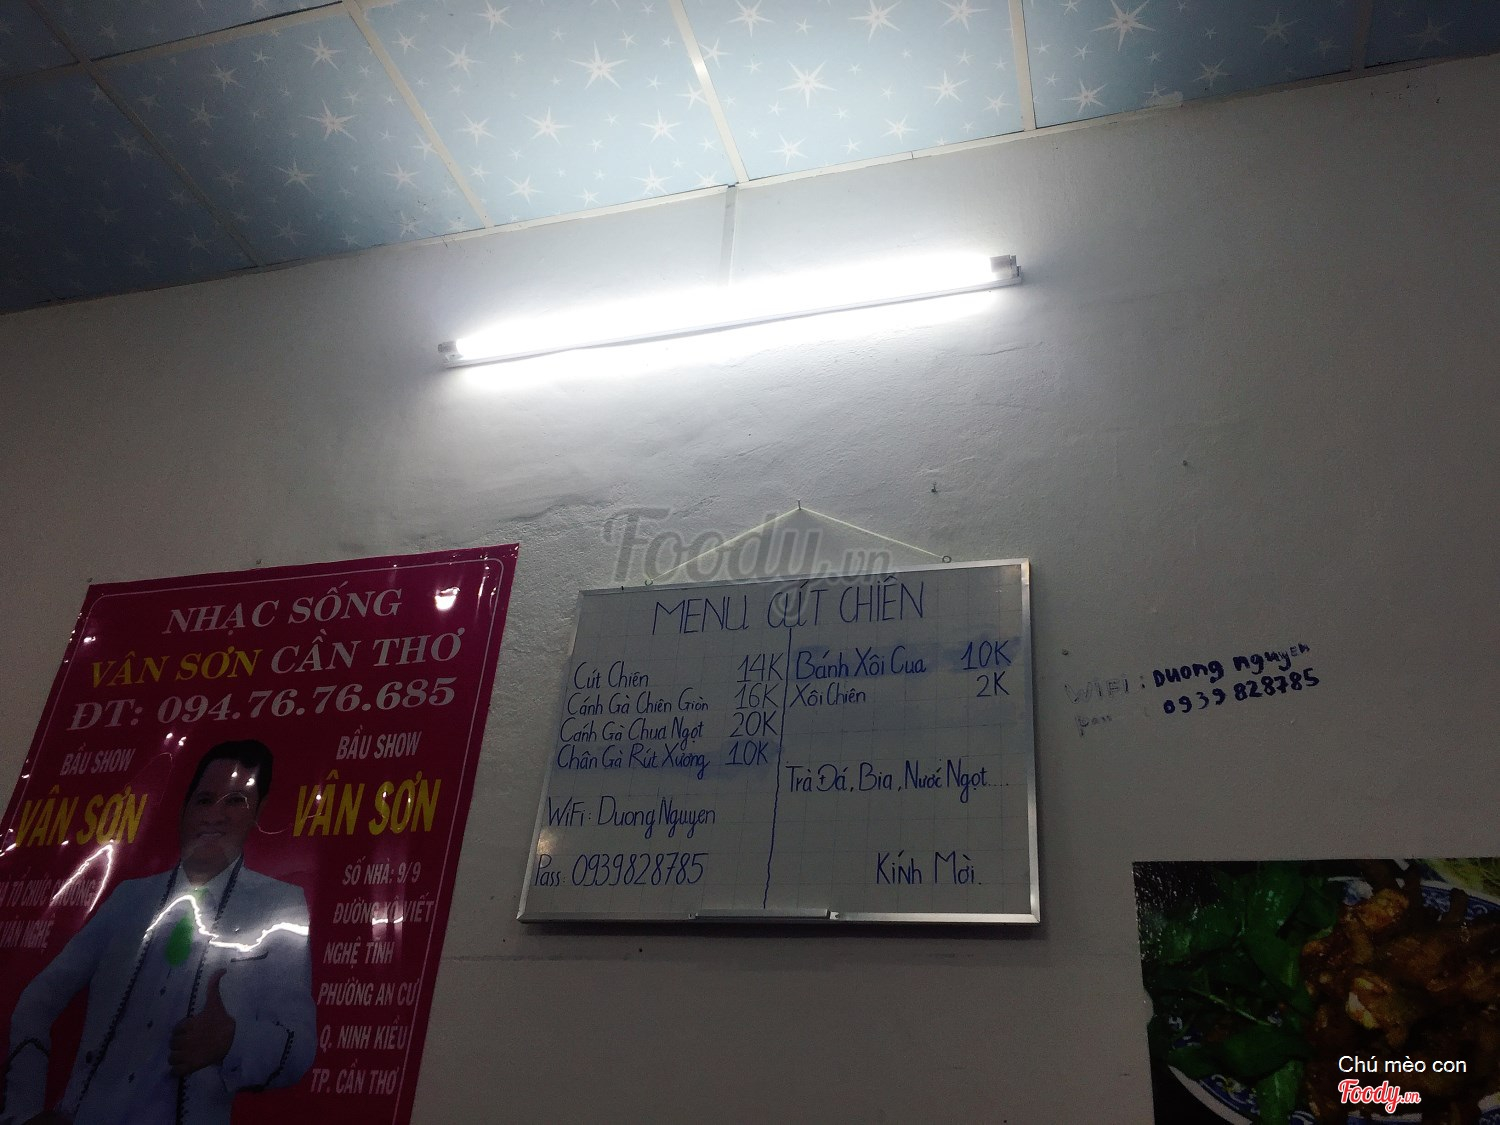 Foody.vn
NHẠC SỐNG
VÂN SƠN CẦN THƠ
ĐT: 094.76.76.685
BẦU SHOW
VÂN SƠN
BẦU SHOW
VÂN SƠN
SỐ NHÀ: 9/9
ĐƯỜNG XÔ VIẾT
NGHỆ TĨNH
PHƯỜNG AN CƯ
Q. NINH KIỀU
TP. CẦN THƠ
TỔ CHỨC
VĂN NGHỆ
MENU CÚT CHIÊN
Cút Chiên 14K
Cánh Gà Chiên Giòn 16K
Cánh Gà Chua Ngọt 20K
Chân Gà Rút Xương 10K
WiFi: Duong Nguyen
Pass: 0939828785
Bánh Xôi Cua 10K
Xôi Chiên 2K
Trà Đá, Bia, Nước Ngọt....
Kính Mời.
WiFi: Duong nguyen
Pass 0939828785
Chú mèo con
Foody.vn